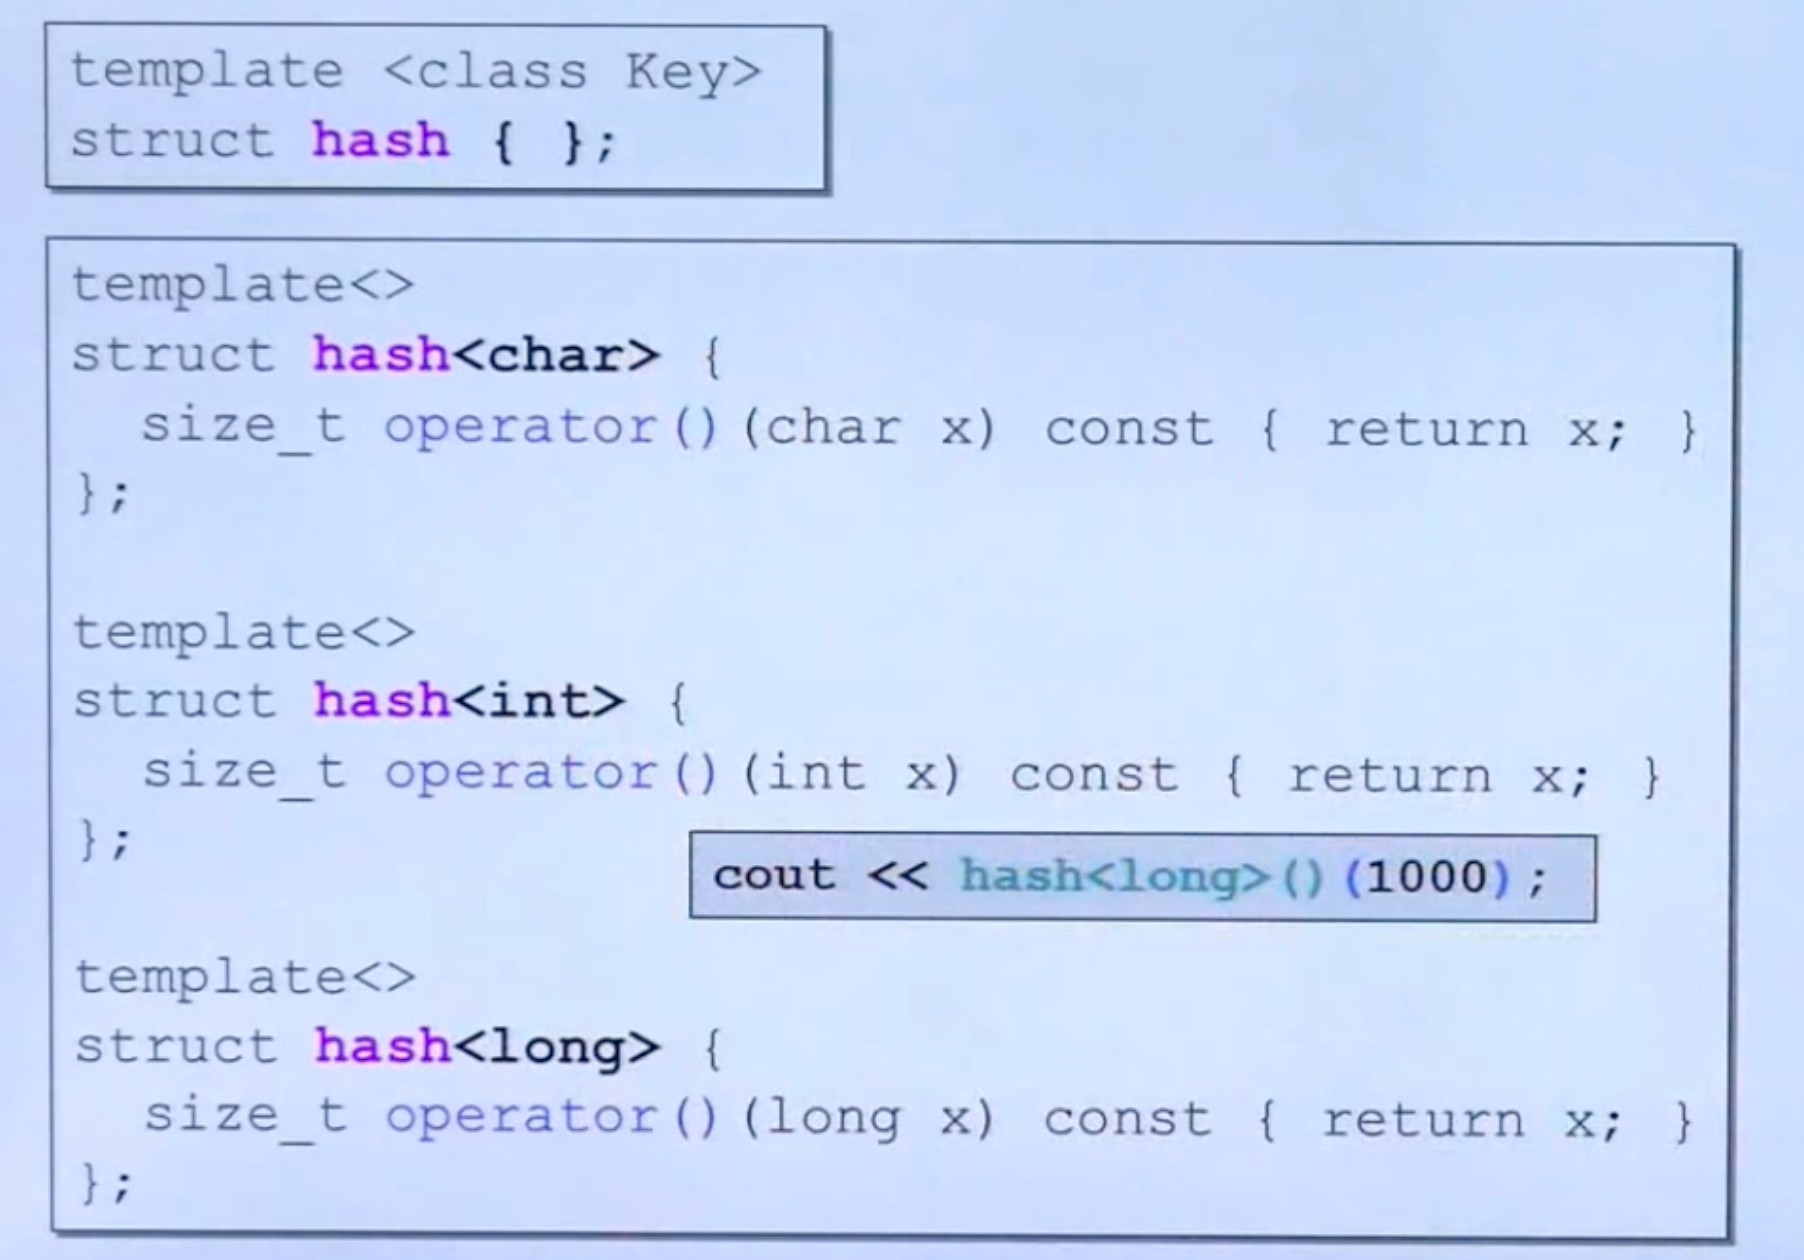 template <class Key>
struct hash { };
template<>
struct hash<char> {
  size_t operator()(char x) const { return x; }
};
template<>
struct hash<int> {
  size_t operator()(int x) const { return x; }
};
cout << hash<long>()(1000);
template<>
struct hash<long> {
  size_t operator()(long x) const { return x; }
};